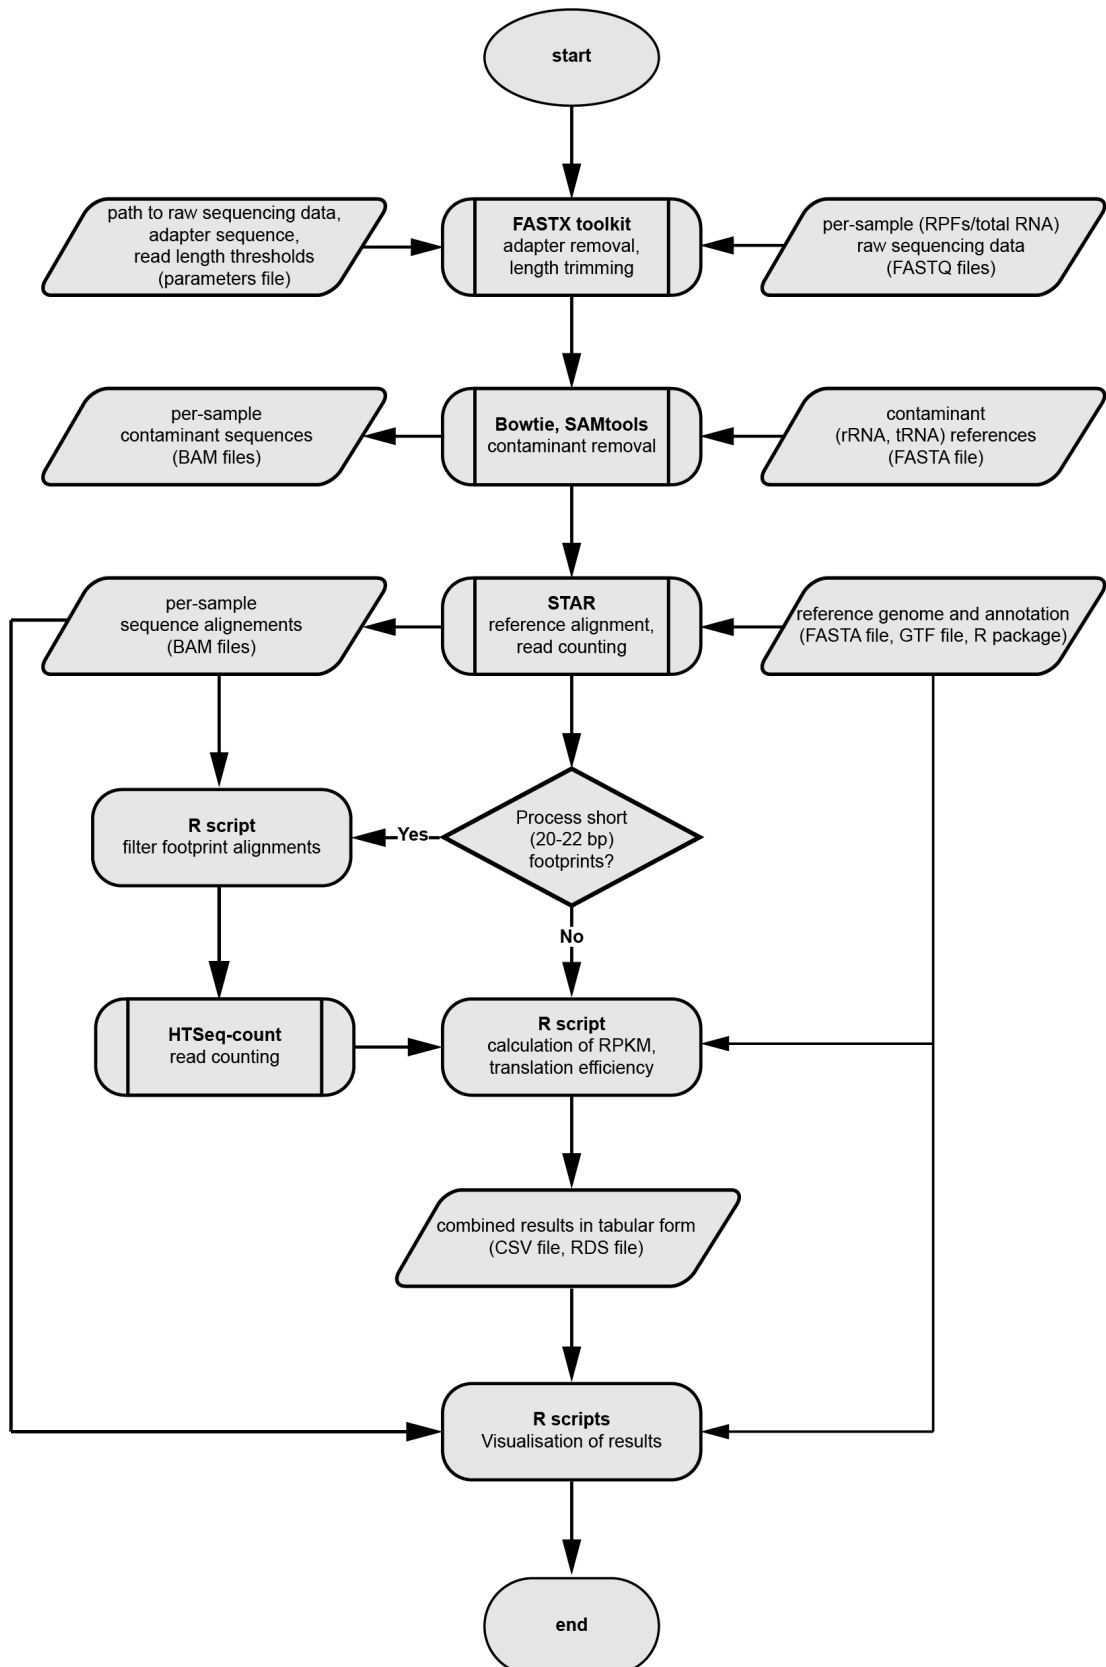 start
path to raw sequencing data,
adapter sequence,
read length thresholds
(parameters file)
FASTX toolkit
adapter removal,
length trimming
per-sample (RPFs/total RNA)
raw sequencing data
(FASTQ files)
per-sample
contaminant sequences
(BAM files)
Bowtie, SAMtools
contaminant removal
contaminant
(rRNA, tRNA) references
(FASTA file)
per-sample
sequence alignements
(BAM files)
STAR
reference alignment,
read counting
reference genome and annotation
(FASTA file, GTF file, R package)
R script
filter footprint alignments
Yes
Process short
(20-22 bp)
footprints?
No
HTSeq-count
read counting
R script
calculation of RPKM,
translation efficiency
combined results in tabular form
(CSV file, RDS file)
R scripts
Visualisation of results
end